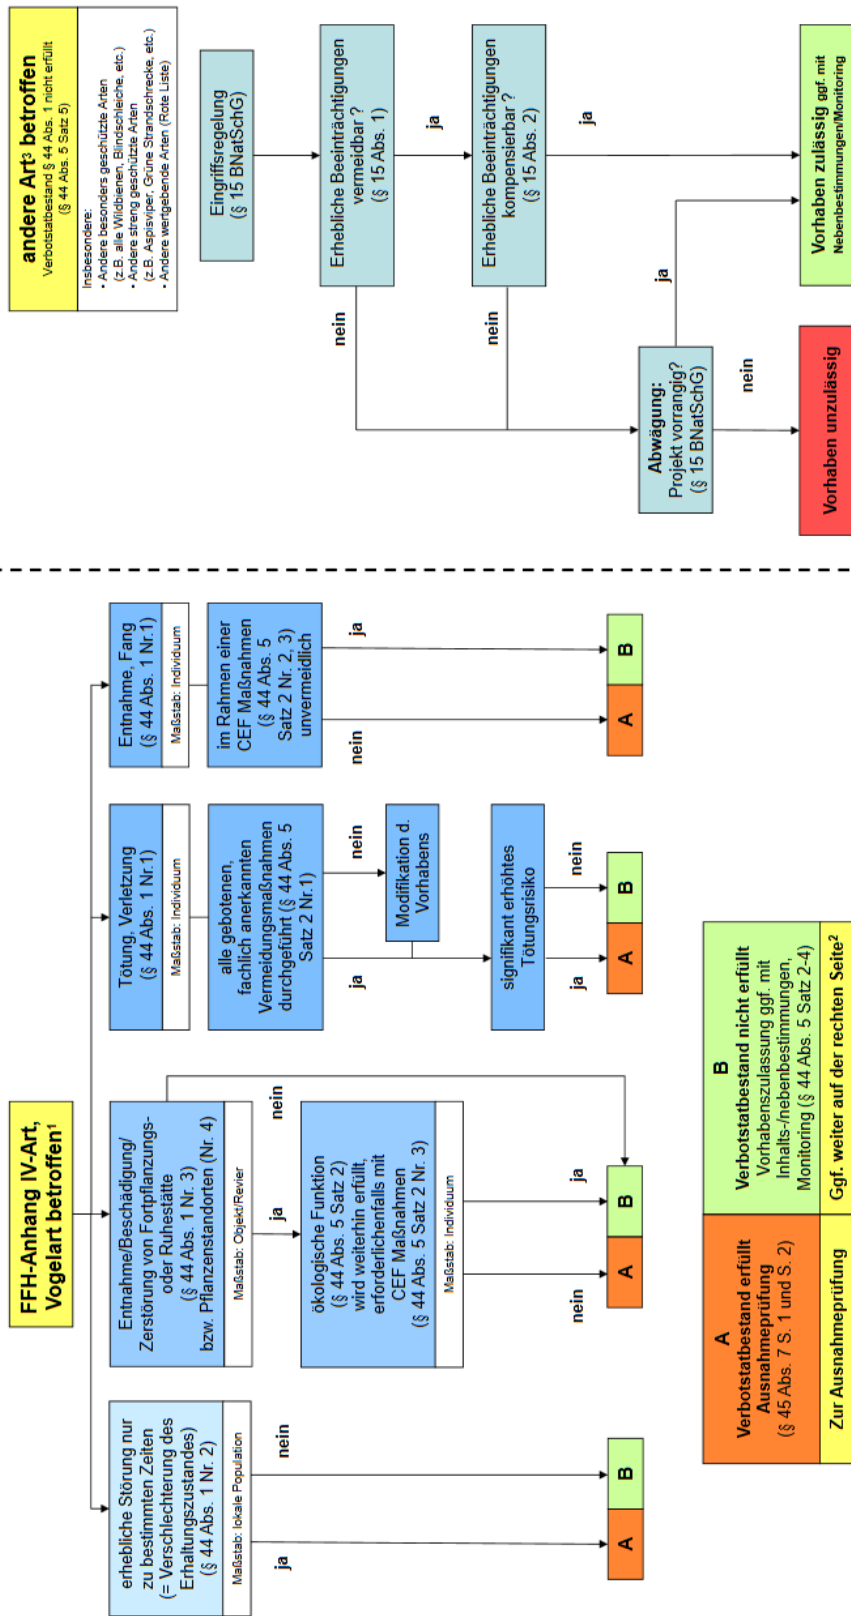 FFH-Anhang IV-Art,
Vogelart betroffen¹
erhebliche Störung nur
zu bestimmten Zeiten
(= Verschlechterung des
Erhaltungszustandes)
(§ 44 Abs. 1 Nr. 2)
Maßstab: lokale Population
ja
nein
A
B
Entnahme/Beschädigung/
Zerstörung von Fortpflanzungs-
oder Ruhestätte
(§ 44 Abs. 1 Nr. 3)
bzw. Pflanzenstandorten (Nr. 4)
Maßstab: Objekt/Revier
ja
nein
ökologische Funktion
(§ 44 Abs. 5 Satz 2)
wird weiterhin erfüllt,
erforderlichenfalls mit
CEF Maßnahmen
(§ 44 Abs. 5 Satz 2 Nr. 3)
Maßstab: Individuum
nein
ja
A
B
Tötung, Verletzung
(§ 44 Abs. 1 Nr.1)
Maßstab: Individuum
alle gebotenen,
fachlich anerkannten
Vermeidungsmaßnahmen
durchgeführt (§ 44 Abs. 5
Satz 2 Nr.1)
ja
nein
Modifikation d.
Vorhabens
signifikant erhöhtes
Tötungsrisiko
ja
nein
A
B
Entnahme, Fang
(§ 44 Abs. 1 Nr.1)
Maßstab: Individuum
im Rahmen einer
CEF Maßnahmen
(§ 44 Abs. 5
Satz 2 Nr. 2, 3)
unvermeidlich
nein
ja
A
B
A
Verbotstatbestand erfüllt
Ausnahmeprüfung
(§ 45 Abs. 7 S. 1 und S. 2)
Zur Ausnahmeprüfung
B
Verbotstatbestand nicht erfüllt
Vorhabenszulassung ggf. mit
Inhalts-/nebenbestimmungen,
Monitoring (§ 44 Abs. 5 Satz 2-4)
Ggf. weiter auf der rechten Seite²
andere Art³ betroffen
Verbotstatbestand § 44 Abs. 1 nicht erfüllt
(§ 44 Abs. 5 Satz 5)
Insbesondere:
• Andere besonders geschützte Arten
(z.B. alle Wildbienen, Blindschleiche, etc.)
• Andere streng geschützte Arten
(z.B. Aspisviper, Grüne Strandschrecke, etc.)
• Andere wertgebende Arten (Rote Liste)
Eingriffsregelung
(§ 15 BNatSchG)
Erhebliche Beeinträchtigungen
vermeidbar ?
(§ 15 Abs. 1)
nein
ja
Erhebliche Beeinträchtigungen
kompensierbar ?
(§ 15 Abs. 2)
nein
ja
Abwägung:
Projekt vorrangig?
(§ 15 BNatSchG)
ja
nein
Vorhaben unzulässig
Vorhaben zulässig ggf. mit
Nebenbestimmungen/Monitoring